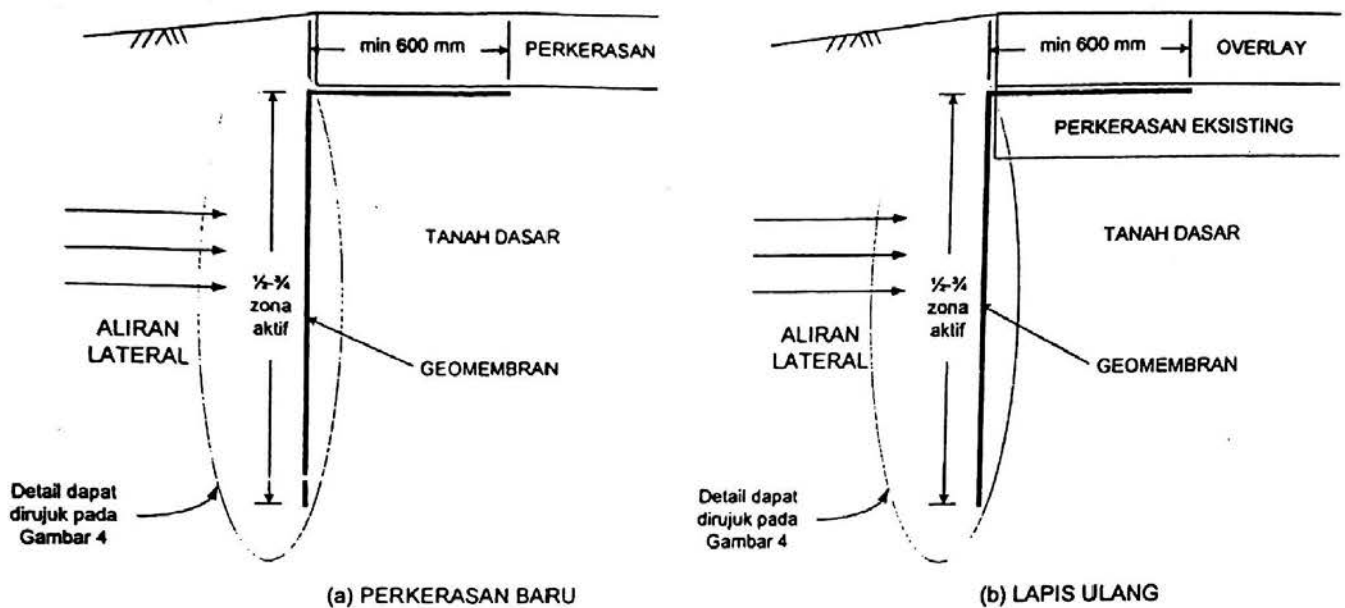 min 600 mm
PERKERASAN
½-¾
zona
aktif
TANAH DASAR
ALIRAN
LATERAL
GEOMEMBRAN
Detail dapat
dirujuk pada
Gambar 4
(a) PERKERASAN BARU
min 600 mm
OVERLAY
PERKERASAN EKSISTING
½-¾
zona
aktif
TANAH DASAR
ALIRAN
LATERAL
GEOMEMBRAN
Detail dapat
dirujuk pada
Gambar 4
(b) LAPIS ULANG